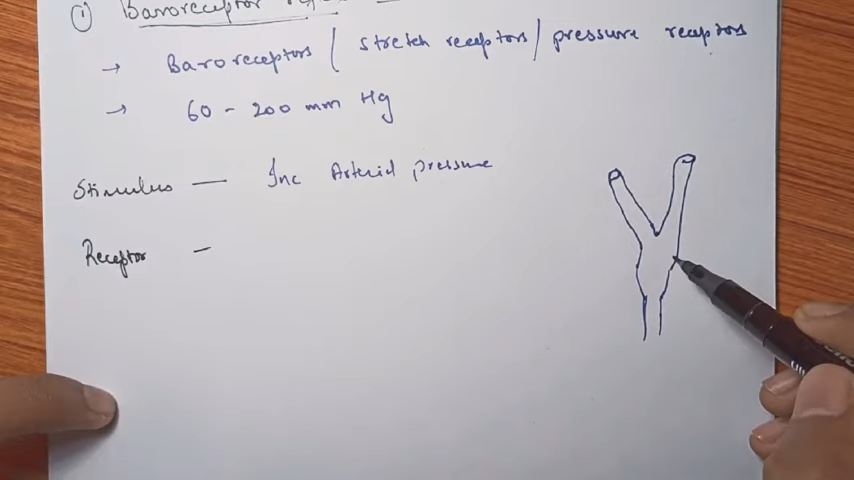 ① Baroreceptor
→ Baroreceptors / stretch receptors / pressure receptors
→ 60 - 200 mm Hg
Stimulus — Inc Arterial pressure
Receptor -